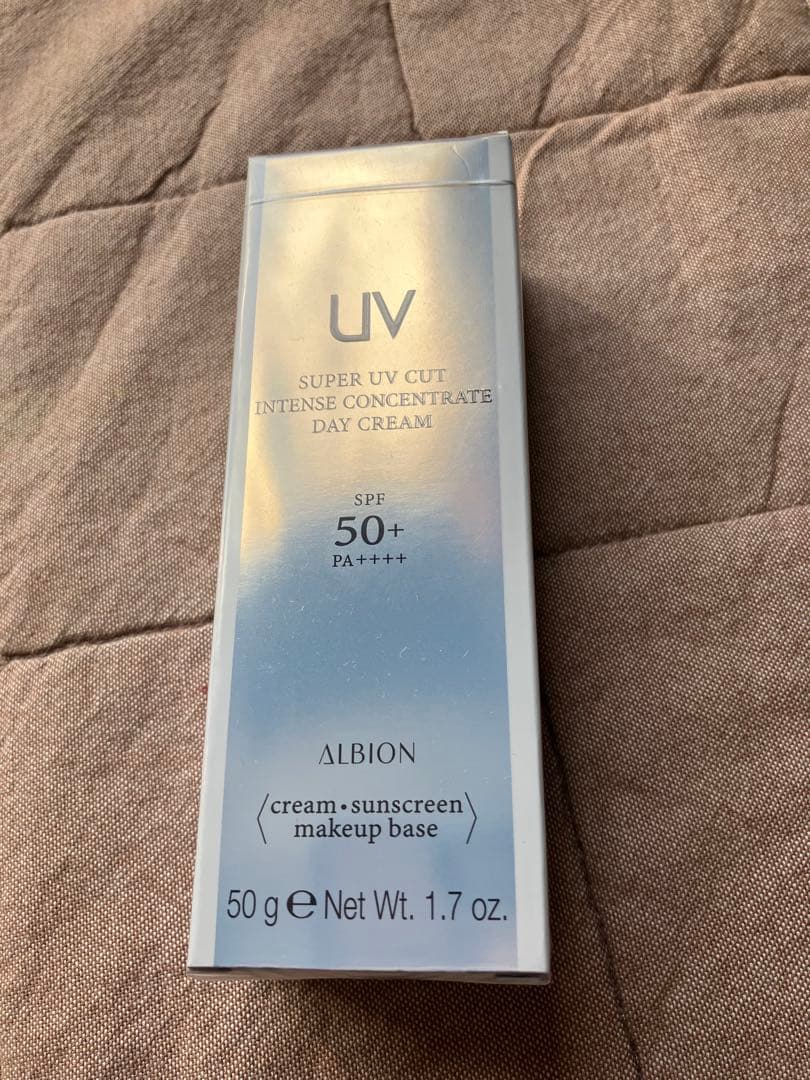 UV
SUPER UV CUT
INTENSE CONCENTRATE
DAY CREAM
SPF
50+
PA++++
ALBION
〈cream・sunscreen
makeup base〉
50 g ℮ Net Wt. 1.7 oz.